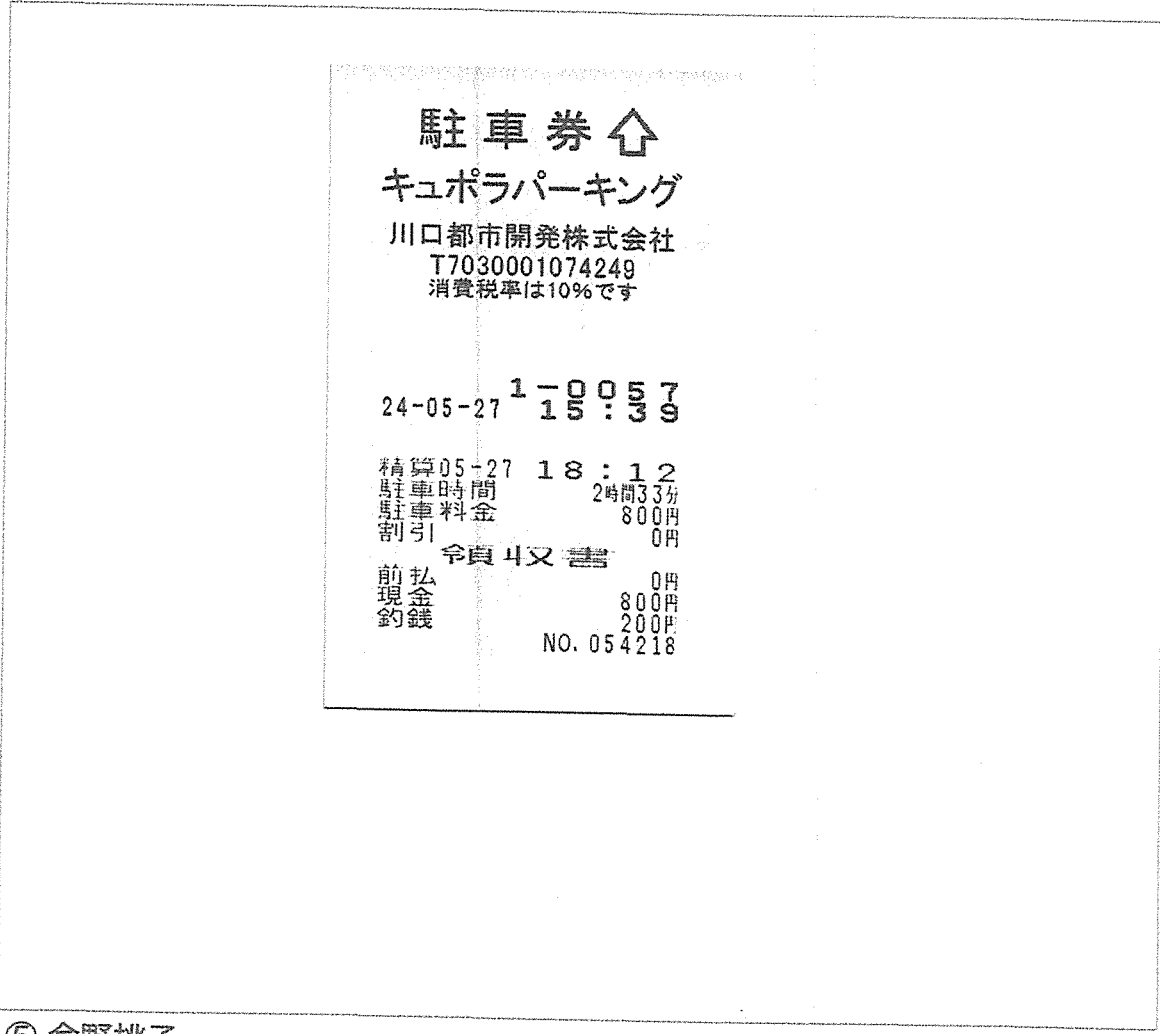 駐車券⇧
キュポラパーキング
川口都市開発株式会社
T7030001074249
消費税率は10%です
1-0057
24-05-27 15:39
精算05-27 18:12
駐車時間 2時間33分
駐車料金 800円
割引 0円
領収書
前払 0円
現金 800円
釣銭 200円
NO.054218